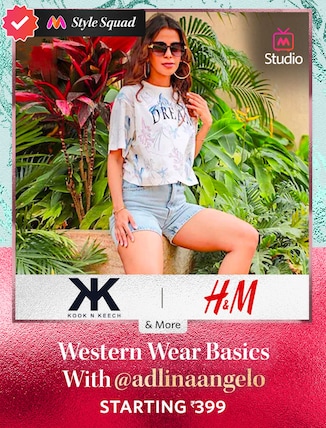 Style Squad
Studio
DREAM
KOOK N KEECH
H&M
& More
Western Wear Basics
With @adlinaangelo
STARTING ₹399